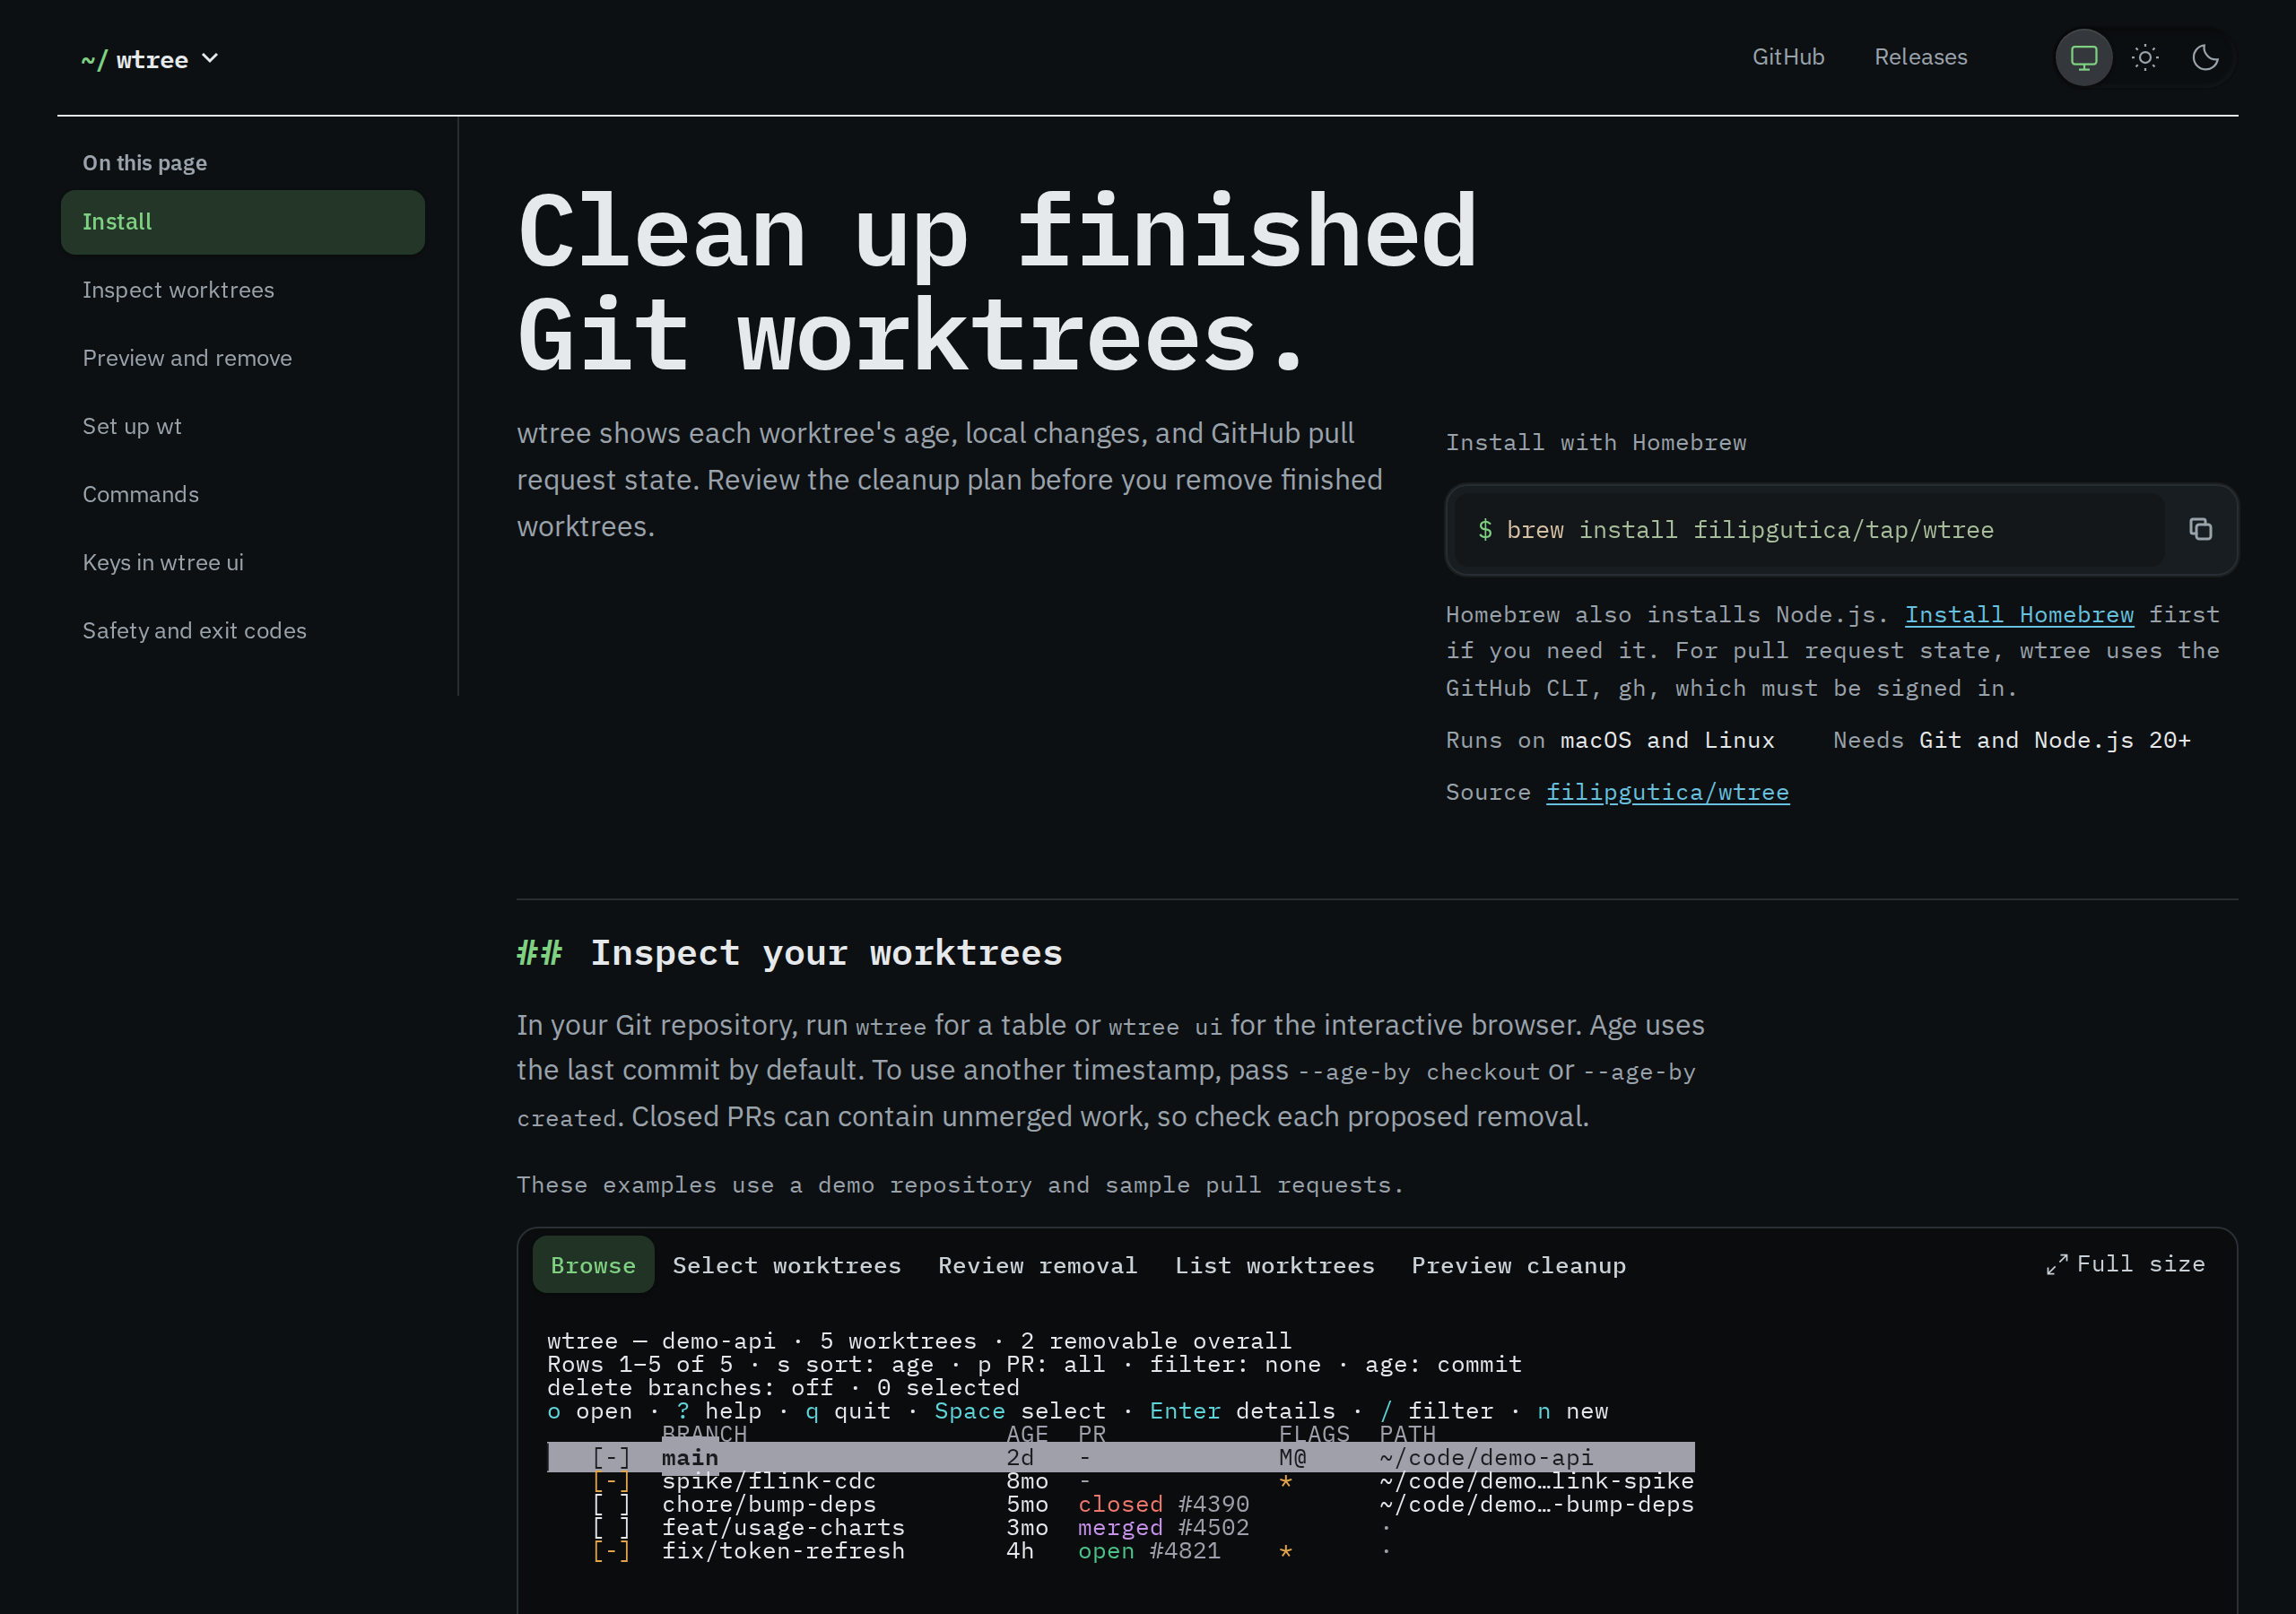 ~/ wtree
GitHub
Releases
On this page
Install
Inspect worktrees
Preview and remove
Set up wt
Commands
Keys in wtree ui
Safety and exit codes
Clean up finished
Git worktrees.
wtree shows each worktree's age, local changes, and GitHub pull
request state. Review the cleanup plan before you remove finished
worktrees.
Install with Homebrew
$ brew install filipgutica/tap/wtree
Homebrew also installs Node.js. Install Homebrew first
if you need it. For pull request state, wtree uses the
GitHub CLI, gh, which must be signed in.
Runs on macOS and Linux Needs Git and Node.js 20+
Source filipgutica/wtree
## Inspect your worktrees
In your Git repository, run wtree for a table or wtree ui for the interactive browser. Age uses
the last commit by default. To use another timestamp, pass --age-by checkout or --age-by
created. Closed PRs can contain unmerged work, so check each proposed removal.
These examples use a demo repository and sample pull requests.
Browse Select worktrees Review removal List worktrees Preview cleanup Full size
wtree — demo-api · 5 worktrees · 2 removable overall
Rows 1–5 of 5 · s sort: age · p PR: all · filter: none · age: commit
delete branches: off · 0 selected
o open · ? help · q quit · Space select · Enter details · / filter · n new
BRANCH AGE PR FLAGS PATH
[-] main 2d - M@ ~/code/demo-api
[-] spike/flink-cdc 8mo - * ~/code/demo…link-spike
[ ] chore/bump-deps 5mo closed #4390 ~/code/demo…-bump-deps
[ ] feat/usage-charts 3mo merged #4502 ·
[-] fix/token-refresh 4h open #4821 * ·